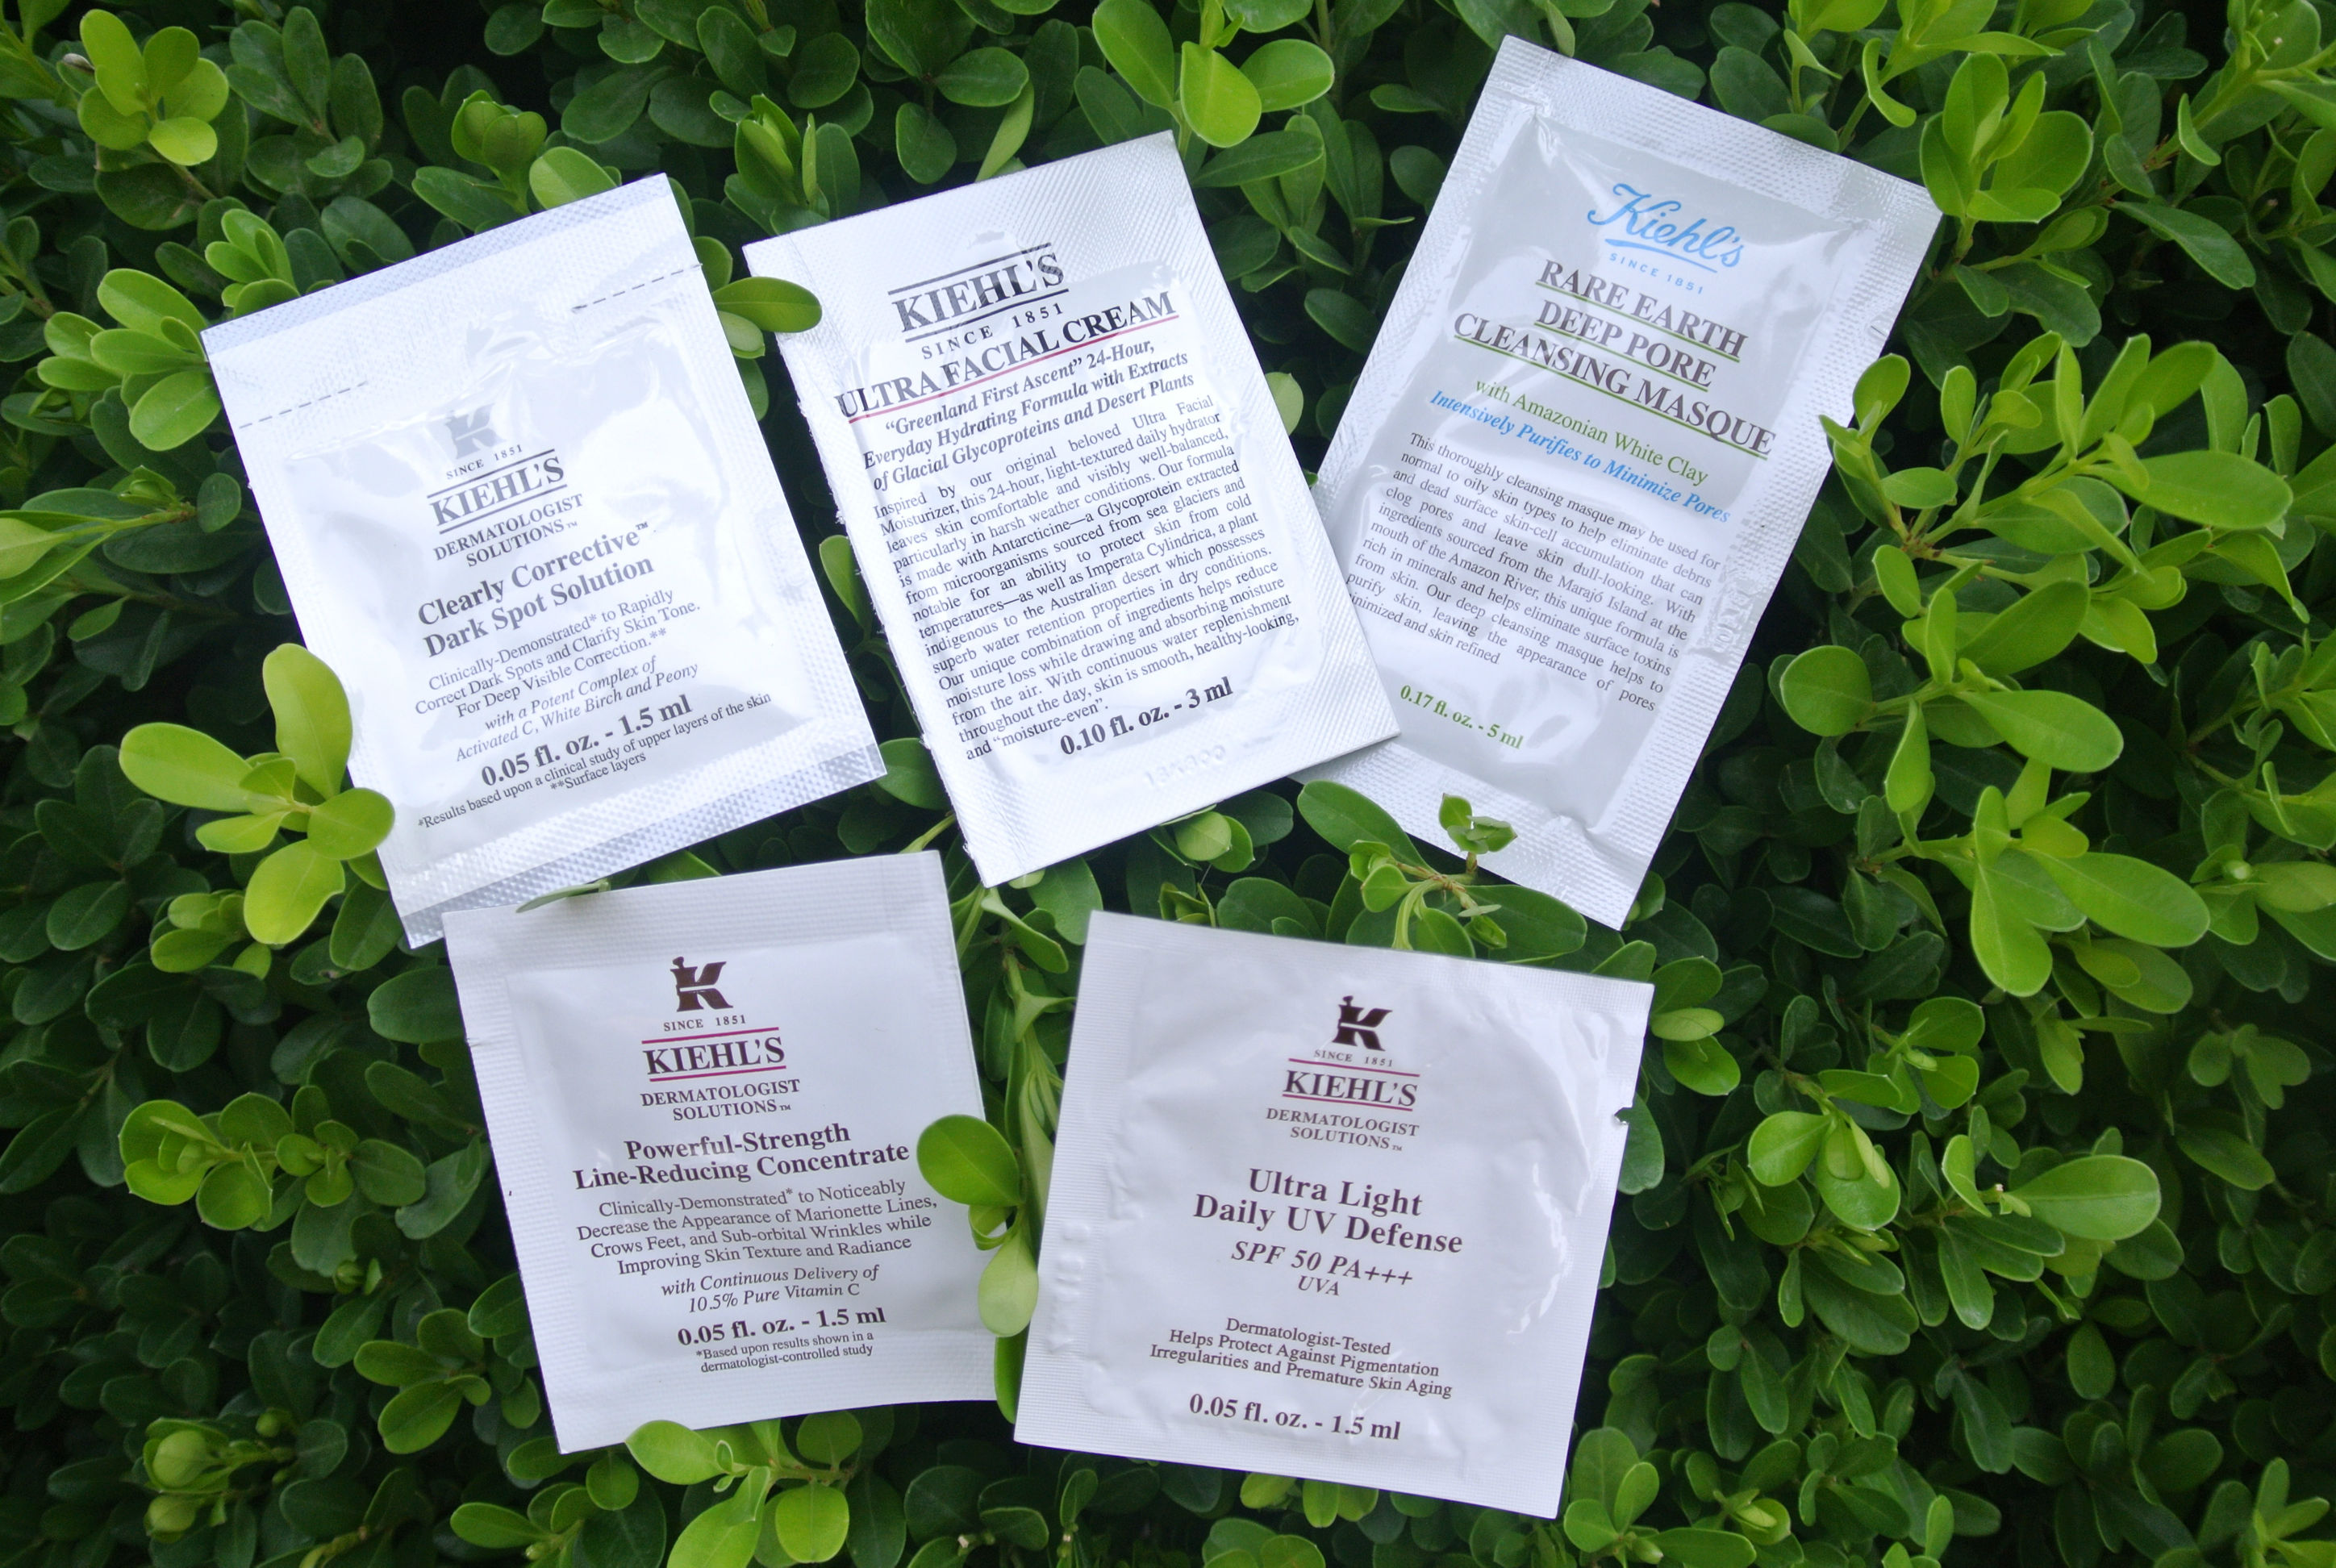 SINCE 1851
KIEHL'S
DERMATOLOGIST
SOLUTIONS™
Clearly Corrective™
Dark Spot Solution
Clinically-Demonstrated* to Rapidly
Correct Dark Spots and Clarify Skin Tone.
For Deep Visible Correction.**
with a Potent Complex of
Activated C, White Birch and Peony
0.05 fl. oz. - 1.5 ml
*Results based upon a clinical study of upper layers of the skin
**Surface layers
KIEHL'S
SINCE 1851
ULTRA FACIAL CREAM
“Greenland First Ascent” 24-Hour,
Everyday Hydrating Formula with Extracts
of Glacial Glycoproteins and Desert Plants
Inspired by our original beloved Ultra Facial
Moisturizer, this 24-hour, light-textured daily hydrator
leaves skin comfortable and visibly well-balanced,
particularly in harsh weather conditions. Our formula
is made with Antarcticine—a Glycoprotein extracted
from microorganisms sourced from sea glaciers and
notable for an ability to protect skin from cold
temperatures—as well as Imperata Cylindrica, a plant
indigenous to the Australian desert which possesses
superb water retention properties in dry conditions.
Our unique combination of ingredients helps reduce
moisture loss while drawing and absorbing moisture
from the air. With continuous water replenishment
throughout the day, skin is smooth, healthy-looking,
and “moisture-even”.
0.10 fl. oz. - 3 ml
Kiehl's
SINCE 1851
RARE EARTH
DEEP PORE
CLEANSING MASQUE
with Amazonian White Clay
Intensively Purifies to Minimize Pores
This thoroughly cleansing masque may be used for
normal to oily skin types to help eliminate debris
and dead surface skin-cell accumulation that can
clog pores and leave skin dull-looking. With
ingredients sourced from the Marajó Island at the
mouth of the Amazon River, this unique formula is
rich in minerals and helps eliminate surface toxins
from skin. Our deep cleansing masque helps to
purify skin, leaving the appearance of pores
and skin refined
0.17 fl. oz. - 5 ml
K
SINCE 1851
KIEHL'S
DERMATOLOGIST
SOLUTIONS™
Powerful-Strength
Line-Reducing Concentrate
Clinically-Demonstrated* to Noticeably
Decrease the Appearance of Marionette Lines,
Crows Feet, and Sub-orbital Wrinkles while
Improving Skin Texture and Radiance
with Continuous Delivery of
10.5% Pure Vitamin C
0.05 fl. oz. - 1.5 ml
*Based upon results shown in a
dermatologist-controlled study
K
SINCE 1851
KIEHL'S
DERMATOLOGIST
SOLUTIONS™
Ultra Light
Daily UV Defense
SPF 50 PA+++
UVA
Dermatologist-Tested
Helps Protect Against Pigmentation
Irregularities and Premature Skin Aging
0.05 fl. oz. - 1.5 ml